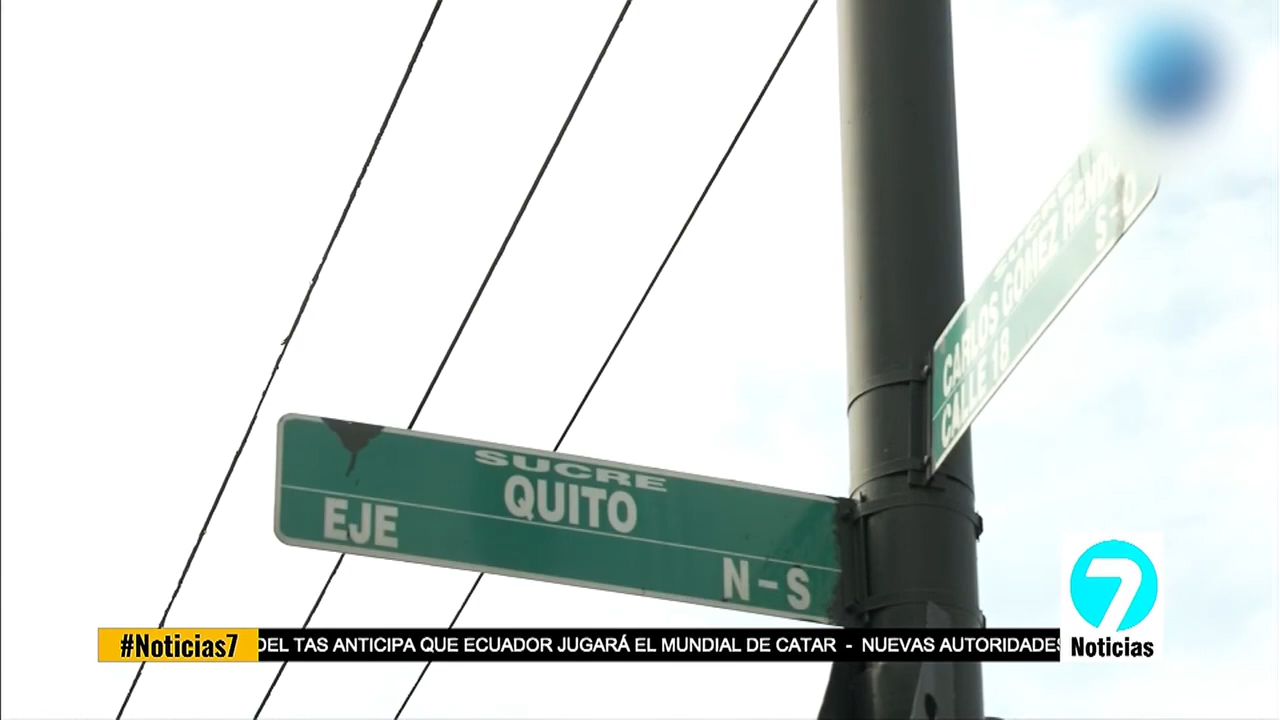 SUCRE
QUITO
EJE
N-S
CARLOS GOMEZ
S-O
CALLE 18
#Noticias7
DEL TAS ANTICIPA QUE ECUADOR JUGARÁ EL MUNDIAL DE CATAR - NUEVAS AUTORIDADES
7
Noticias